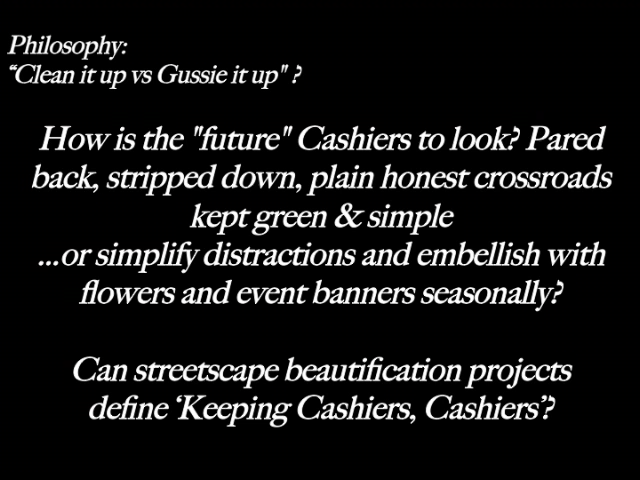 Philosophy:
“Clean it up vs Gussie it up" ?
How is the "future" Cashiers to look? Pared
back, stripped down, plain honest crossroads
kept green & simple
...or simplify distractions and embellish with
flowers and event banners seasonally?
Can streetscape beautification projects
define ‘Keeping Cashiers, Cashiers’?